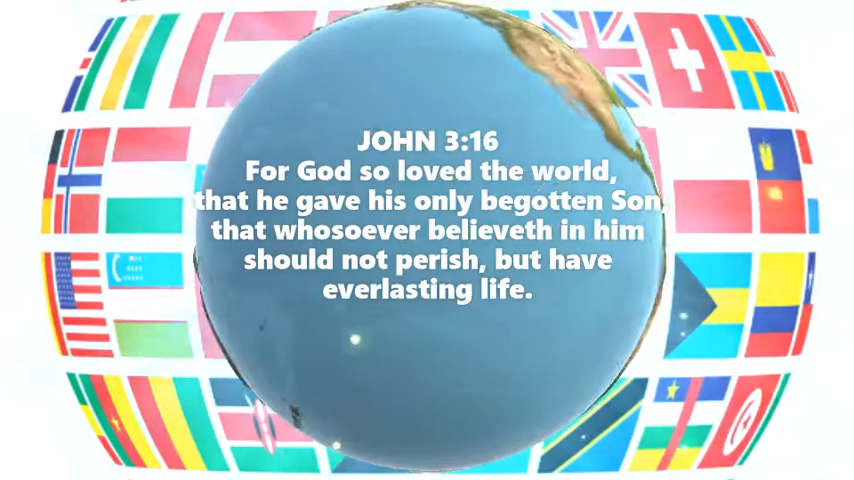 JOHN 3:16
For God so loved the world,
that he gave his only begotten Son,
that whosoever believeth in him
should not perish, but have
everlasting life.